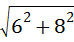 √(6² + 8²)